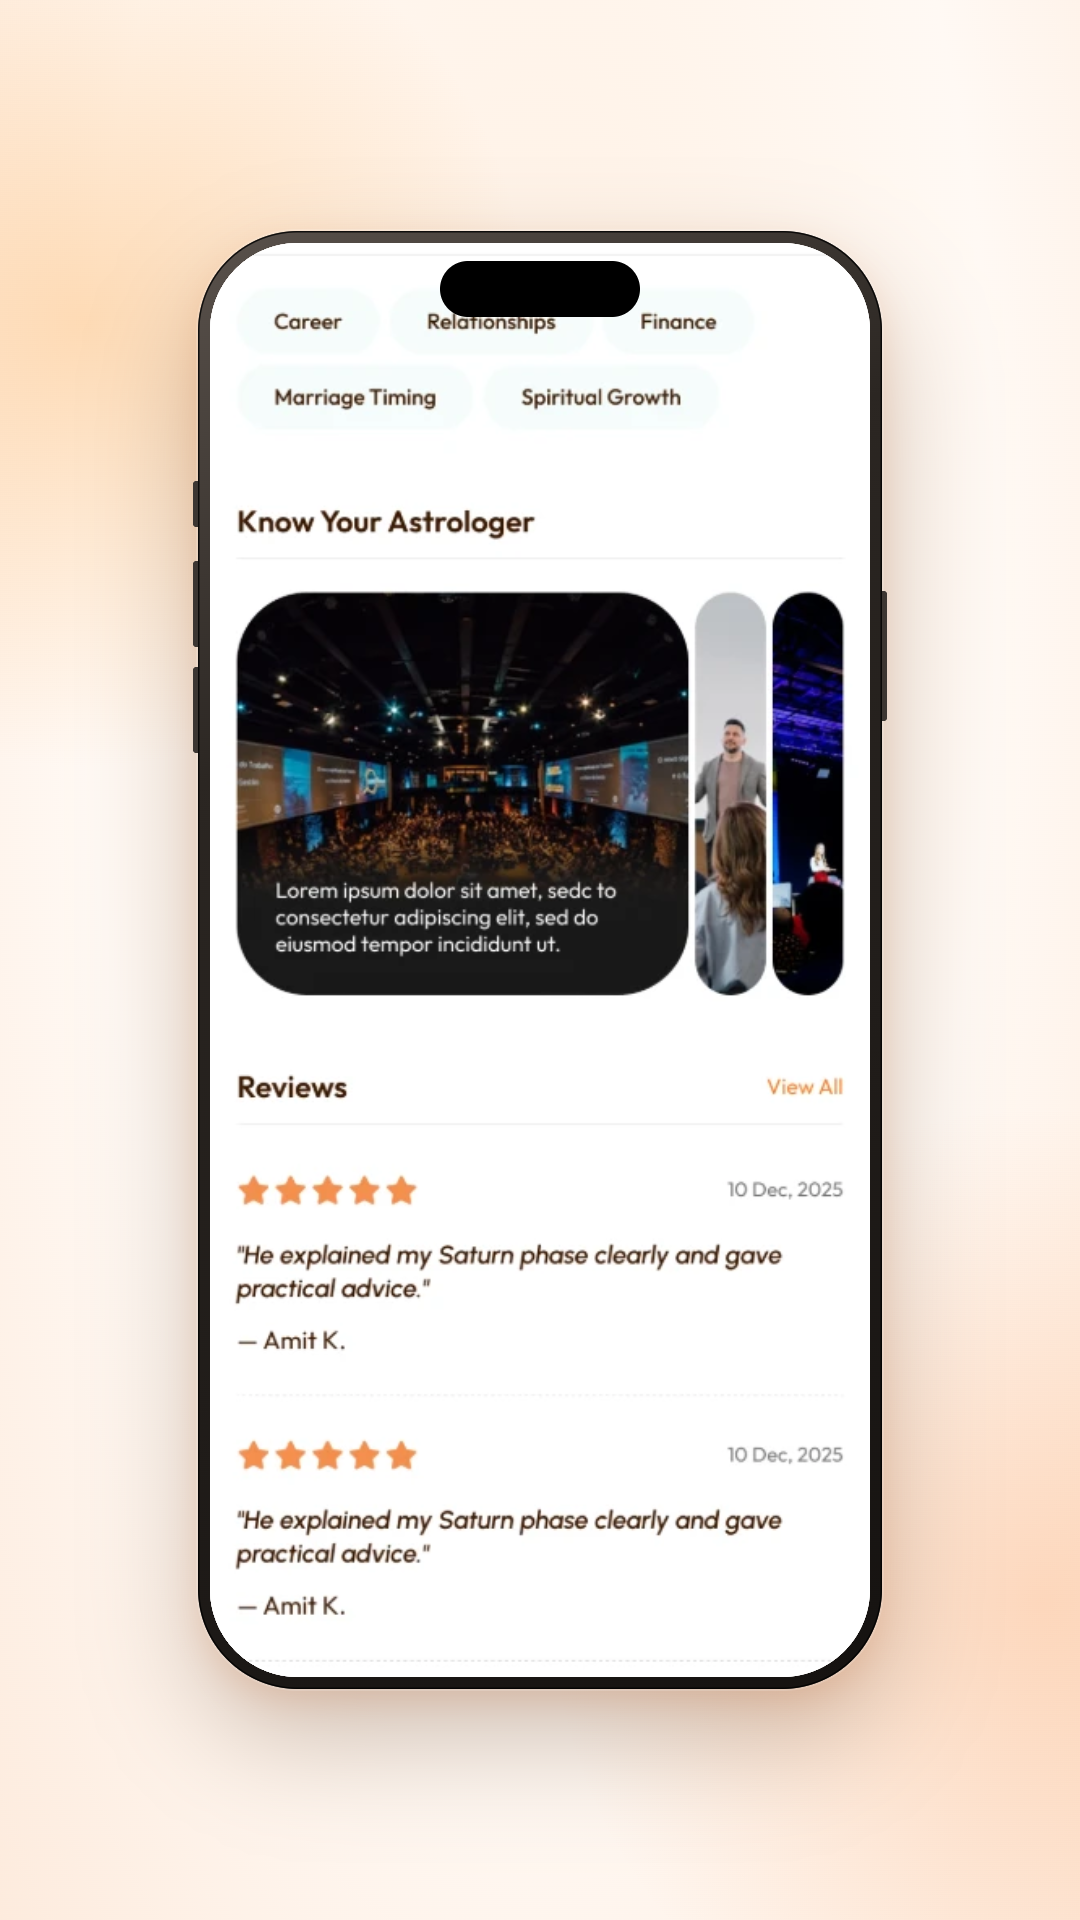 Career
Relationships
Finance
Marriage Timing
Spiritual Growth
Know Your Astrologer
Lorem ipsum dolor sit amet, sedc to
consectetur adipiscing elit, sed do
eiusmod tempor incididunt ut.
Reviews
View All
10 Dec, 2025
"He explained my Saturn phase clearly and gave
practical advice."
— Amit K.
10 Dec, 2025
"He explained my Saturn phase clearly and gave
practical advice."
— Amit K.